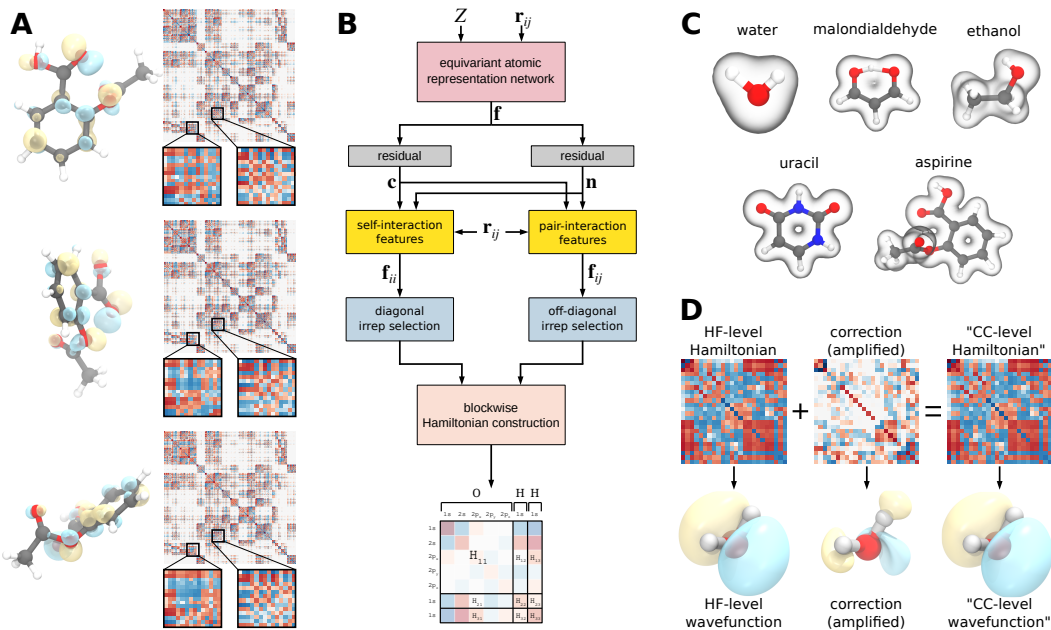 A
B
Z
r_ij
equivariant atomic
representation network
f
residual
residual
c
n
self-interaction
features
r_ij
pair-interaction
features
f_ii
f_ij
diagonal
irrep selection
off-diagonal
irrep selection
blockwise
Hamiltonian construction
O H H
1s 2s 2p_x 2p_y 2p_z 1s 1s
1s
2s
2p_x
2p_y
2p_z
1s
1s
H_11
H_12
H_13
H_21
H_22
H_23
H_31
H_32
H_33
C
water
malondialdehyde
ethanol
uracil
aspirine
D
HF-level
Hamiltonian
correction
(amplified)
"CC-level
Hamiltonian"
+
=
HF-level
wavefunction
correction
(amplified)
"CC-level
wavefunction"